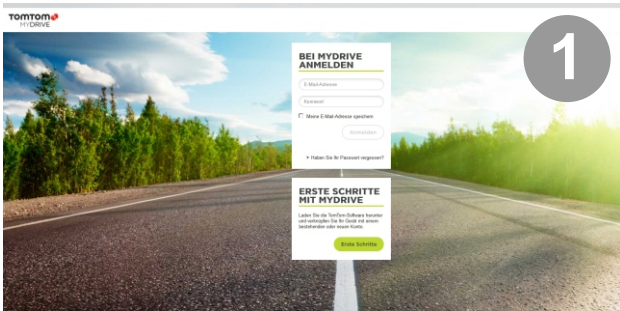 TOMTOM
MYDRIVE
1
BEI MYDRIVE
ANMELDEN
E-Mail-Adresse
Passwort
Meine E-Mail-Adresse speichern
Anmelden
Haben Sie Ihr Passwort vergessen?
ERSTE SCHRITTE
MIT MYDRIVE
Laden Sie die TomTom-Software herunter
und verknüpfen Sie Ihr Gerät mit einem
bestehenden oder neuen Konto.
Erste Schritte